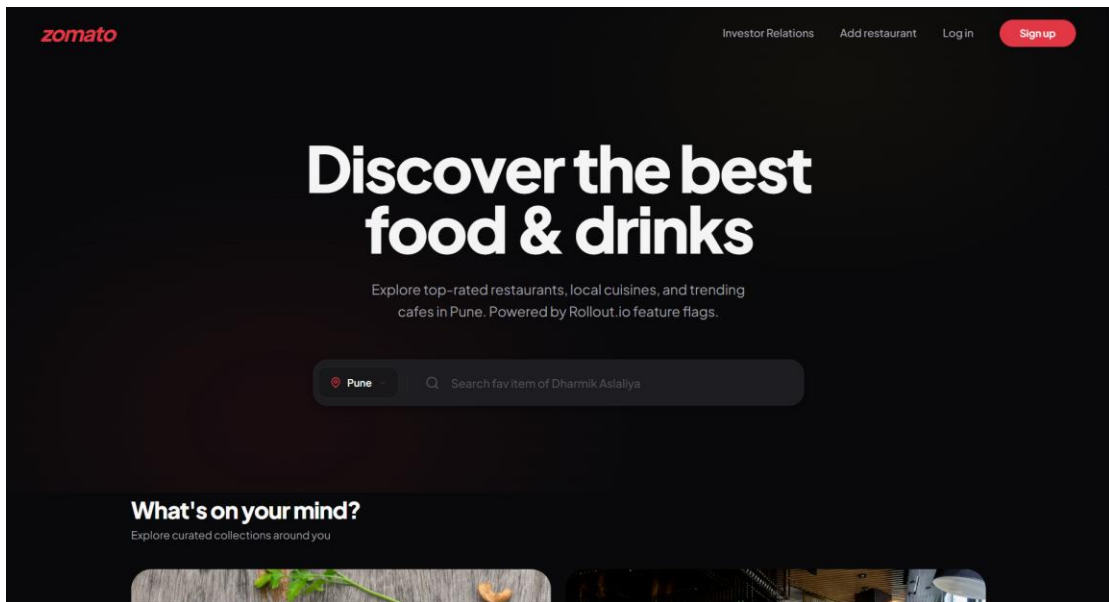 zomato
Investor Relations
Add restaurant
Log in
Sign up
Discover the best
food & drinks
Explore top-rated restaurants, local cuisines, and trending
cafes in Pune. Powered by Rollout.io feature flags.
Pune
Search fav item of Dharmik Aslaliya
What's on your mind?
Explore curated collections around you